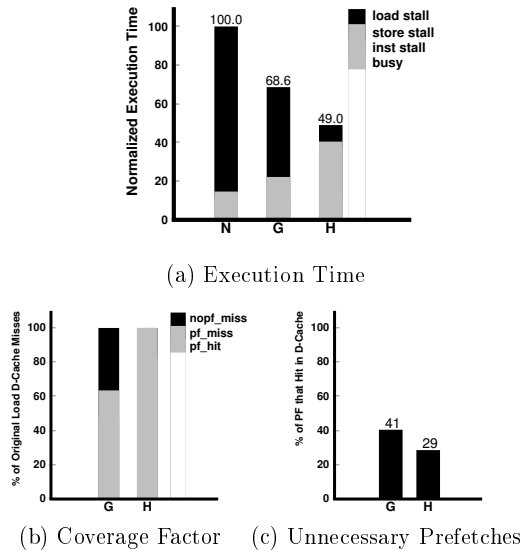 load stall
store stall
inst stall
busy
Normalized Execution Time
100
80
60
40
20
0
100.0
68.6
49.0
N G H
(a) Execution Time
% of Original Load D-Cache Misses
100
80
60
40
20
0
nopf_miss
pf_miss
pf_hit
G H
(b) Coverage Factor
% of PF that Hit in D-Cache
100
80
60
40
20
0
41
29
G H
(c) Unnecessary Prefetches